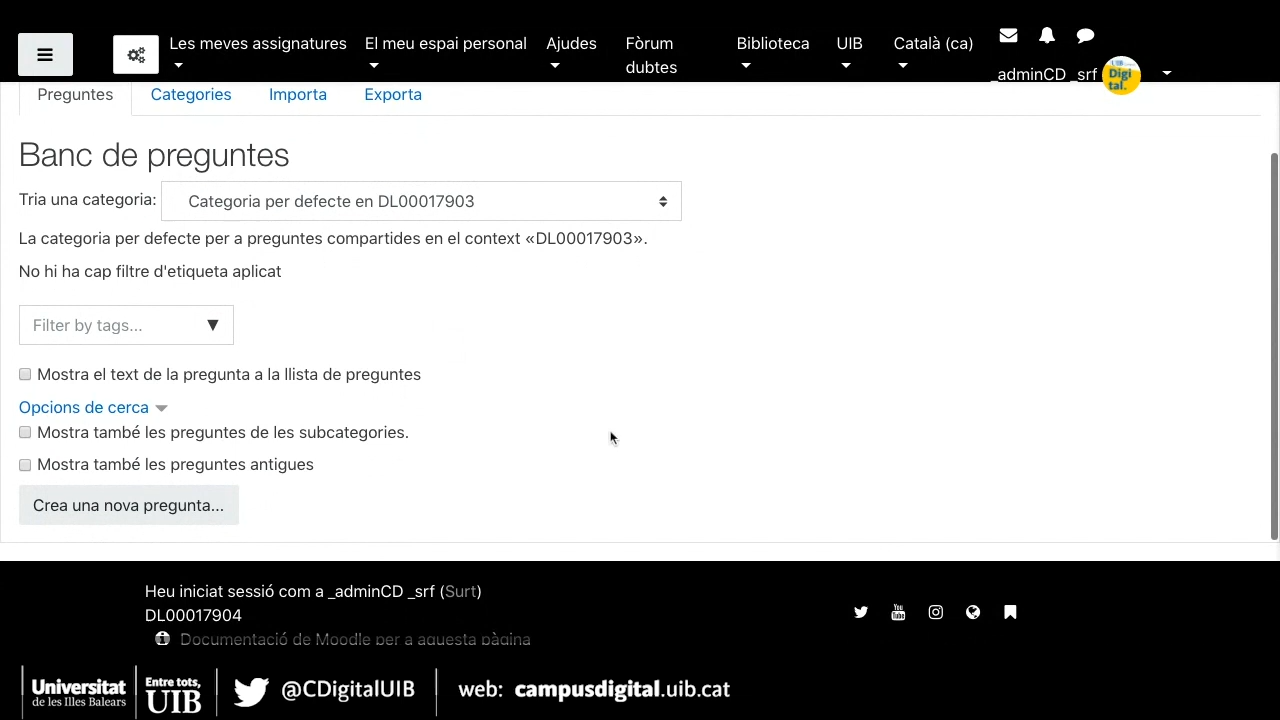 Les meves assignatures
El meu espai personal
Ajudes
Fòrum dubtes
Biblioteca
UIB
Català (ca)
_adminCD _srf
Digi
tal.
Preguntes
Categories
Importa
Exporta
Banc de preguntes
Tria una categoria:
Categoria per defecte en DL00017903
La categoria per defecte per a preguntes compartides en el context «DL00017903».
No hi ha cap filtre d'etiqueta aplicat
Filter by tags...
Mostra el text de la pregunta a la llista de preguntes
Opcions de cerca
Mostra també les preguntes de les subcategories.
Mostra també les preguntes antigues
Crea una nova pregunta...
Heu iniciat sessió com a _adminCD _srf (Surt)
DL00017904
Documentació de Moodle per a aquesta pàgina
Universitat
de les Illes Balears
Entre tots,
UIB
@CDigitalUIB
web: campusdigital.uib.cat